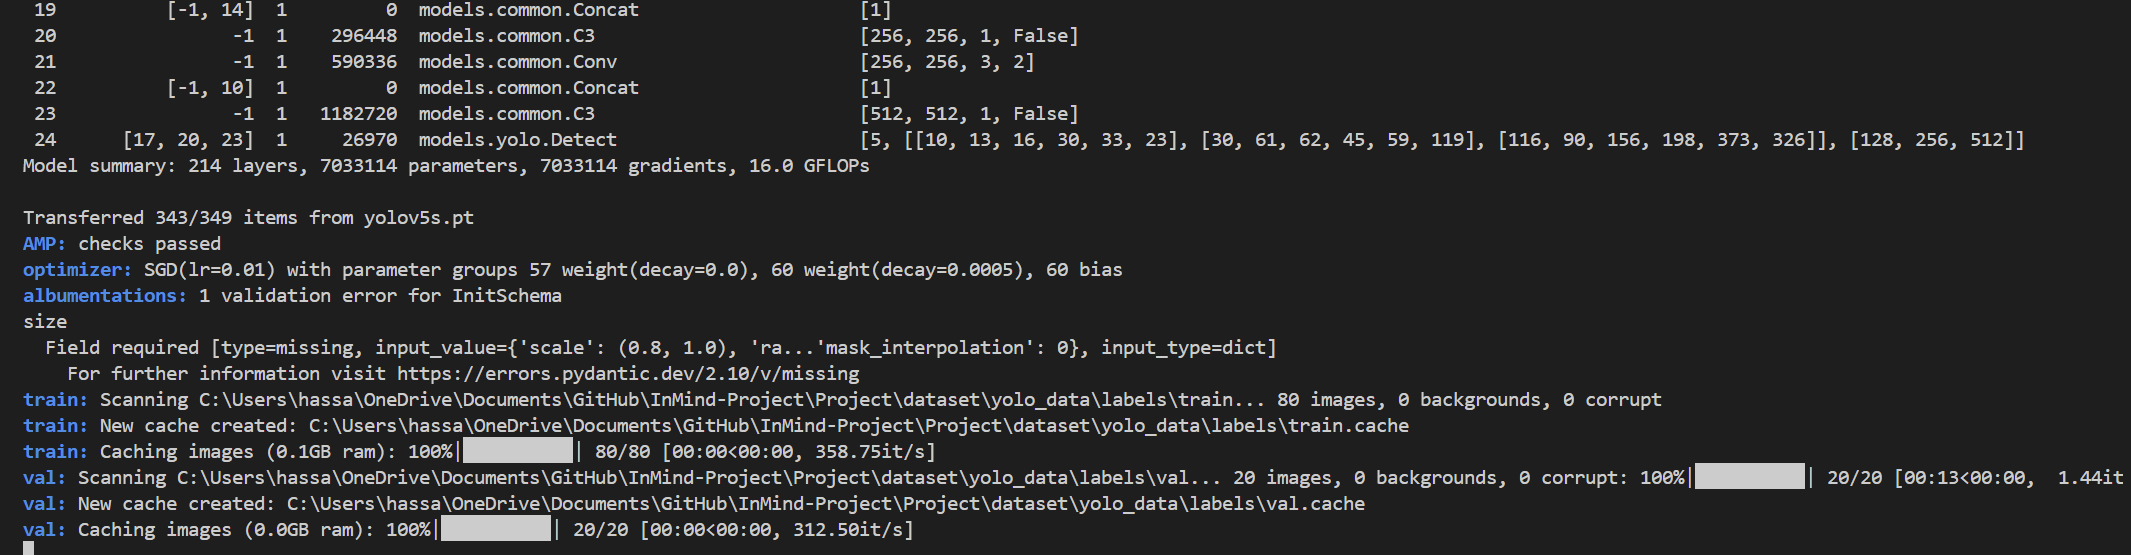 19 [-1, 14] 1 0 models.common.Concat [1]
20 -1 1 296448 models.common.C3 [256, 256, 1, False]
21 -1 1 590336 models.common.Conv [256, 256, 3, 2]
22 [-1, 10] 1 0 models.common.Concat [1]
23 -1 1 1182720 models.common.C3 [512, 512, 1, False]
24 [17, 20, 23] 1 26970 models.yolo.Detect [5, [[10, 13, 16, 30, 33, 23], [30, 61, 62, 45, 59, 119], [116, 90, 156, 198, 373, 326]], [128, 256, 512]]
Model summary: 214 layers, 7033114 parameters, 7033114 gradients, 16.0 GFLOPs
Transferred 343/349 items from yolov5s.pt
AMP: checks passed
optimizer: SGD(lr=0.01) with parameter groups 57 weight(decay=0.0), 60 weight(decay=0.0005), 60 bias
albumentations: 1 validation error for InitSchema
size
Field required [type=missing, input_value={'scale': (0.8, 1.0), 'ra...'mask_interpolation': 0}, input_type=dict]
For further information visit https://errors.pydantic.dev/2.10/v/missing
train: Scanning C:\Users\hassa\OneDrive\Documents\GitHub\InMind-Project\Project\dataset\yolo_data\labels\train... 80 images, 0 backgrounds, 0 corrupt
train: New cache created: C:\Users\hassa\OneDrive\Documents\GitHub\InMind-Project\Project\dataset\yolo_data\labels\train.cache
train: Caching images (0.1GB ram): 100%|██████████| 80/80 [00:00<00:00, 358.75it/s]
val: Scanning C:\Users\hassa\OneDrive\Documents\GitHub\InMind-Project\Project\dataset\yolo_data\labels\val... 20 images, 0 backgrounds, 0 corrupt: 100%|██████████| 20/20 [00:13<00:00, 1.44it
val: New cache created: C:\Users\hassa\OneDrive\Documents\GitHub\InMind-Project\Project\dataset\yolo_data\labels\val.cache
val: Caching images (0.0GB ram): 100%|██████████| 20/20 [00:00<00:00, 312.50it/s]